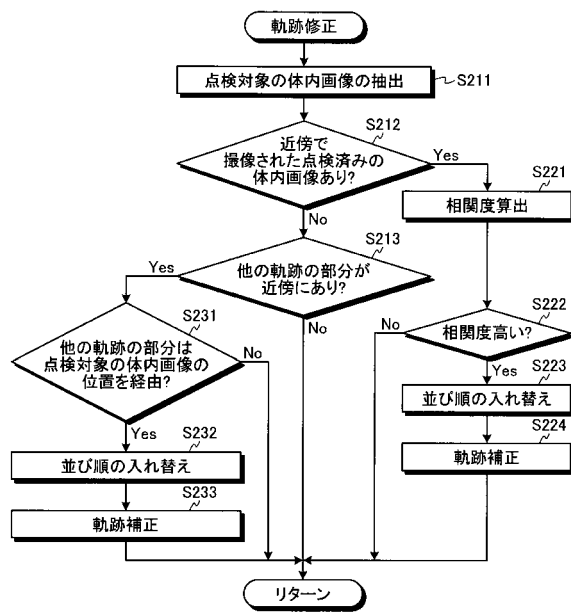 軌跡修正
点検対象の体内画像の抽出
S211
近傍で
撮像された点検済みの
体内画像あり?
S212
Yes
No
相関度算出
S221
他の軌跡の部分が
近傍にあり?
S213
Yes
No
相関度高い?
S222
No
Yes
他の軌跡の部分は
点検対象の体内画像の
位置を経由?
S231
No
Yes
並び順の入れ替え
S223
軌跡補正
S224
並び順の入れ替え
S232
軌跡補正
S233
リターン